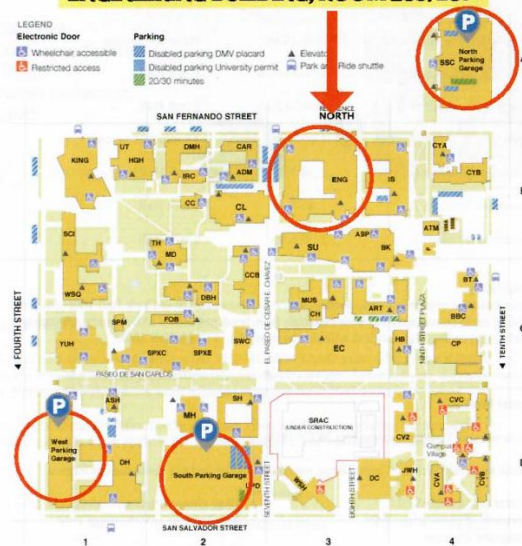 LEGEND
Electronic Door
Wheelchair accessible
Restricted access
Parking
Disabled parking DMV placard
Disabled parking University permit
20/30 minutes
Elevator
Park and Ride shuttle
P
North
Parking
Garage
SSC
A
SAN FERNANDO STREET
NORTH
KING
UT
HGH
DMH
IRC
CAR
ADM
CC
CL
ENG
IS
CYA
CYB
SCI
TH
MD
CCB
SU
ASP
BK
ATM
WSQ
DBH
MUS
CH
ART
BT
BBC
SPM
FOB
YUH
SPXC
SPXE
SWC
EC
HB
CP
FOURTH STREET
EL PASEO DE CESAR E. CHAVEZ
NINTH STREET PLAZA
TENTH STREET
PASEO DE SAN CARLOS
P
West
Parking
Garage
ASH
DH
MH
SH
P
South Parking Garage
UPD
SRAC
(UNDER CONSTRUCTION)
WSH
SEVENTH STREET
EIGHTH STREET
DC
CV2
JWH
Campus
Village
CVC
CVA
CVB
SAN SALVADOR STREET
1
2
3
4